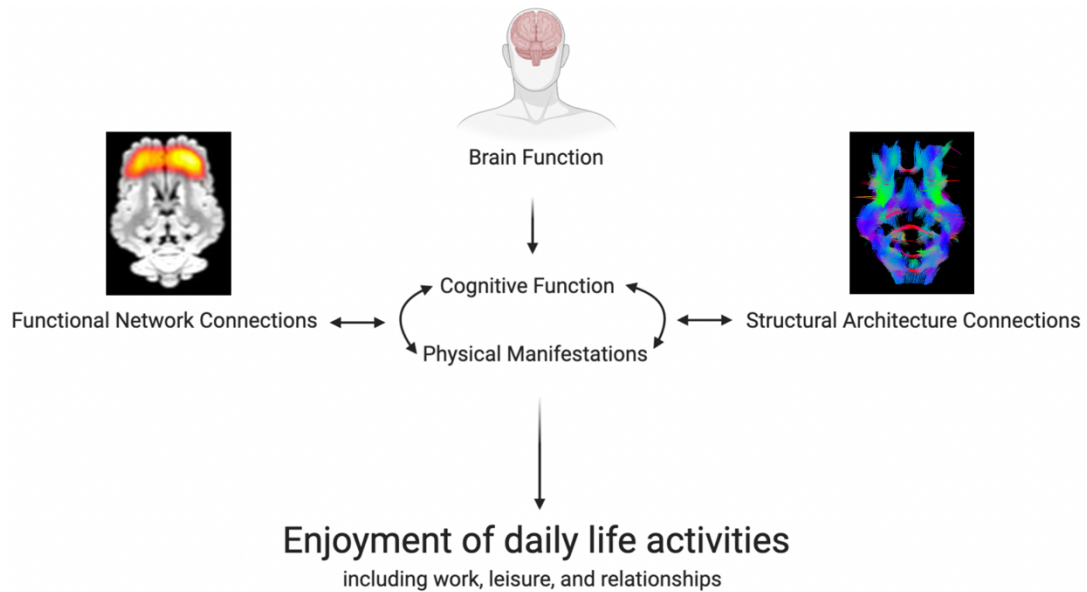 Brain Function
Cognitive Function
Functional Network Connections
Structural Architecture Connections
Physical Manifestations
Enjoyment of daily life activities
including work, leisure, and relationships